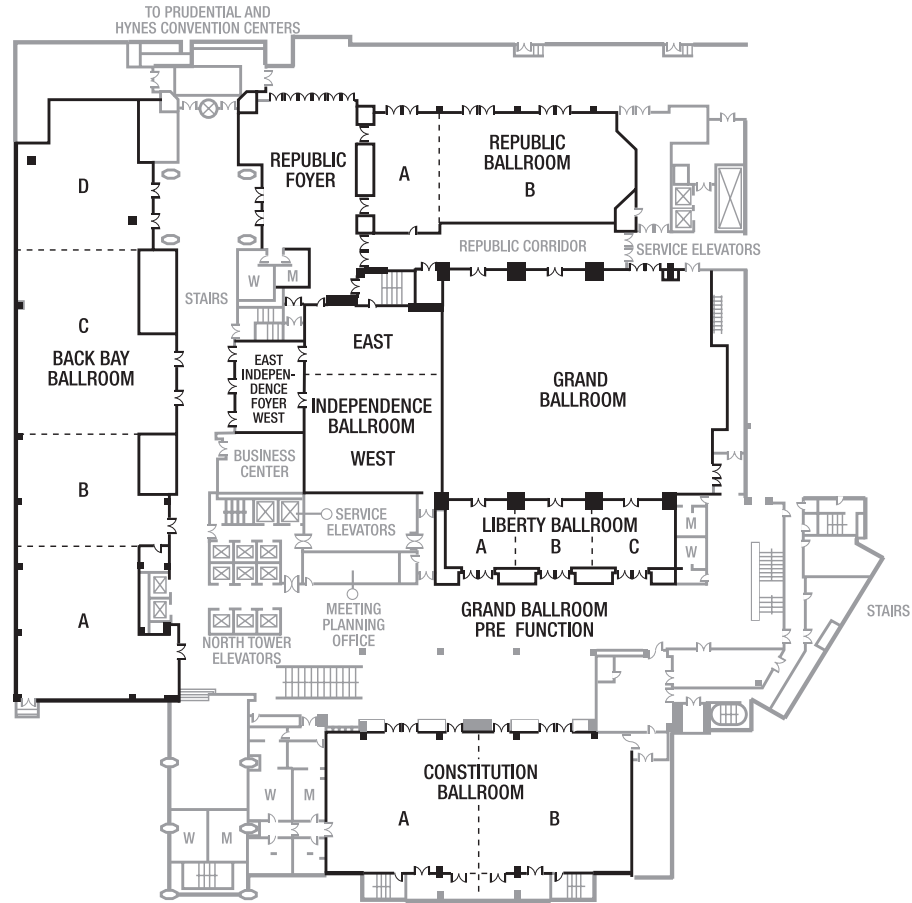 TO PRUDENTIAL AND
HYNES CONVENTION CENTERS
REPUBLIC
FOYER
A
REPUBLIC
BALLROOM
B
D
REPUBLIC CORRIDOR
SERVICE ELEVATORS
W
M
STAIRS
C
BACK BAY
BALLROOM
EAST
INDEPEN-
DENCE
FOYER
WEST
EAST
INDEPENDENCE
BALLROOM
WEST
GRAND
BALLROOM
BUSINESS
CENTER
B
SERVICE
ELEVATORS
LIBERTY BALLROOM
A
B
C
M
W
A
MEETING
PLANNING
OFFICE
GRAND BALLROOM
PRE FUNCTION
STAIRS
NORTH TOWER
ELEVATORS
CONSTITUTION
BALLROOM
A
B
W
M
W
M